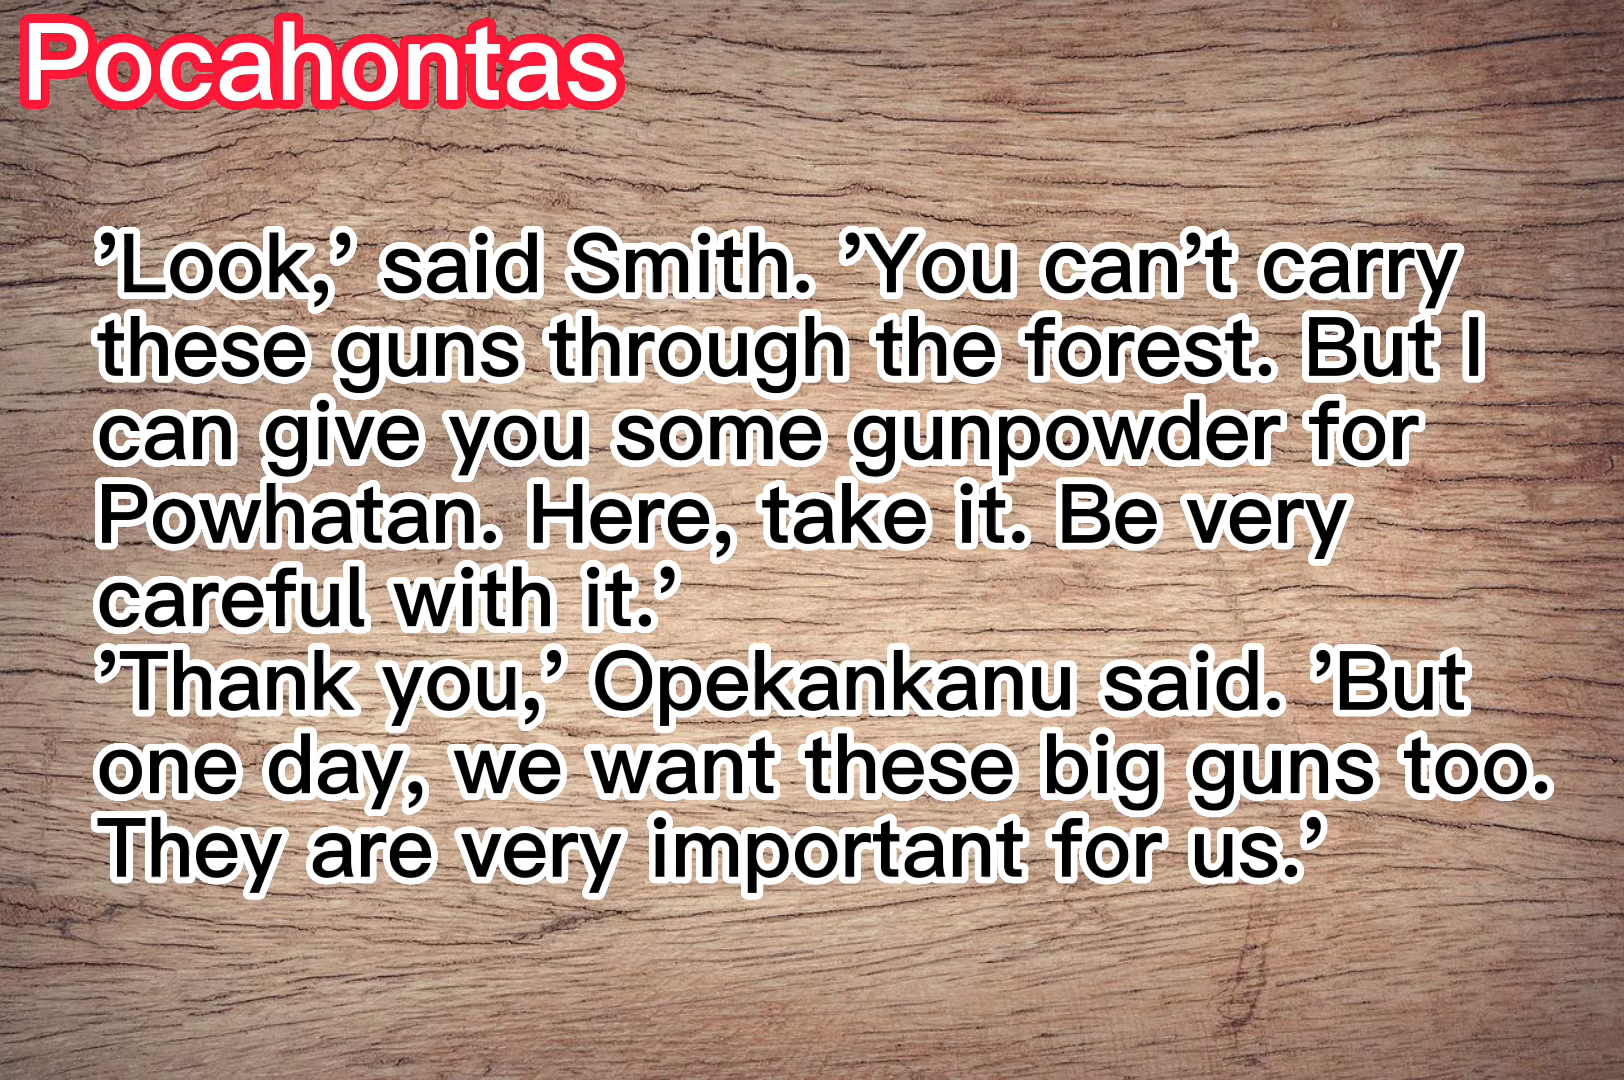 Pocahontas
’Look,’ said Smith. ’You can’t carry
these guns through the forest. But I
can give you some gunpowder for
Powhatan. Here, take it. Be very
careful with it.’
’Thank you,’ Opekankanu said. ’But
one day, we want these big guns too.
They are very important for us.’